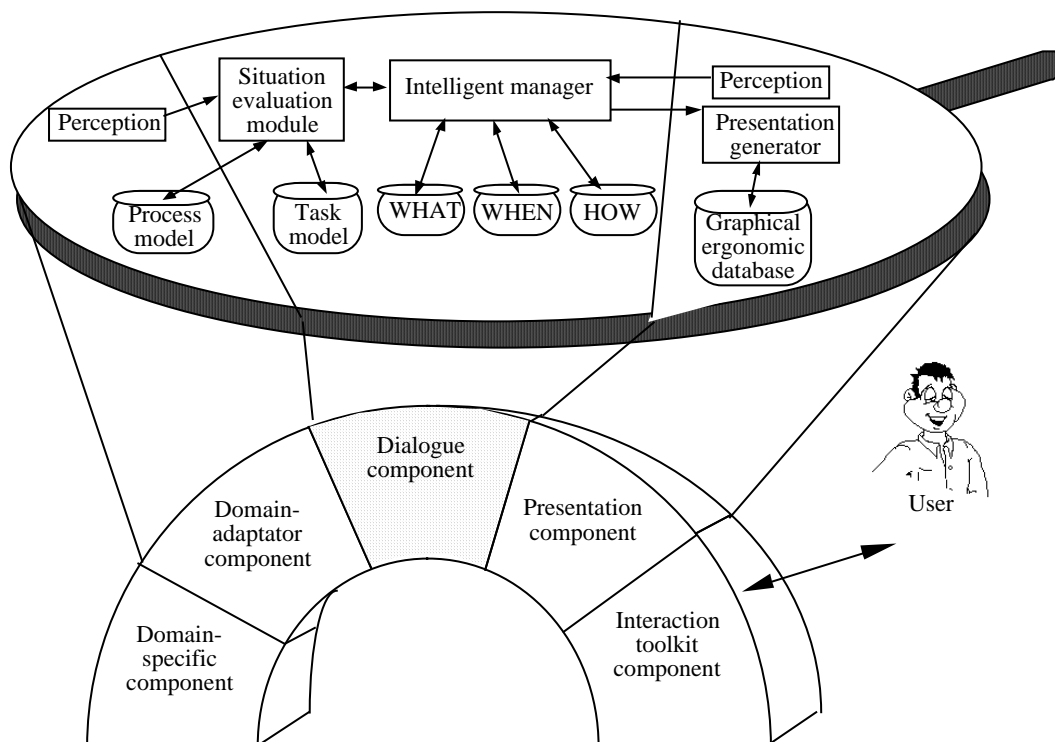 Situation
evaluation
module
Intelligent manager
Perception
Perception
Presentation
generator
Process
model
Task
model
WHAT
WHEN
HOW
Graphical
ergonomic
database
Dialogue
component
Domain-
adaptator
component
Presentation
component
User
Domain-
specific
component
Interaction
toolkit
component